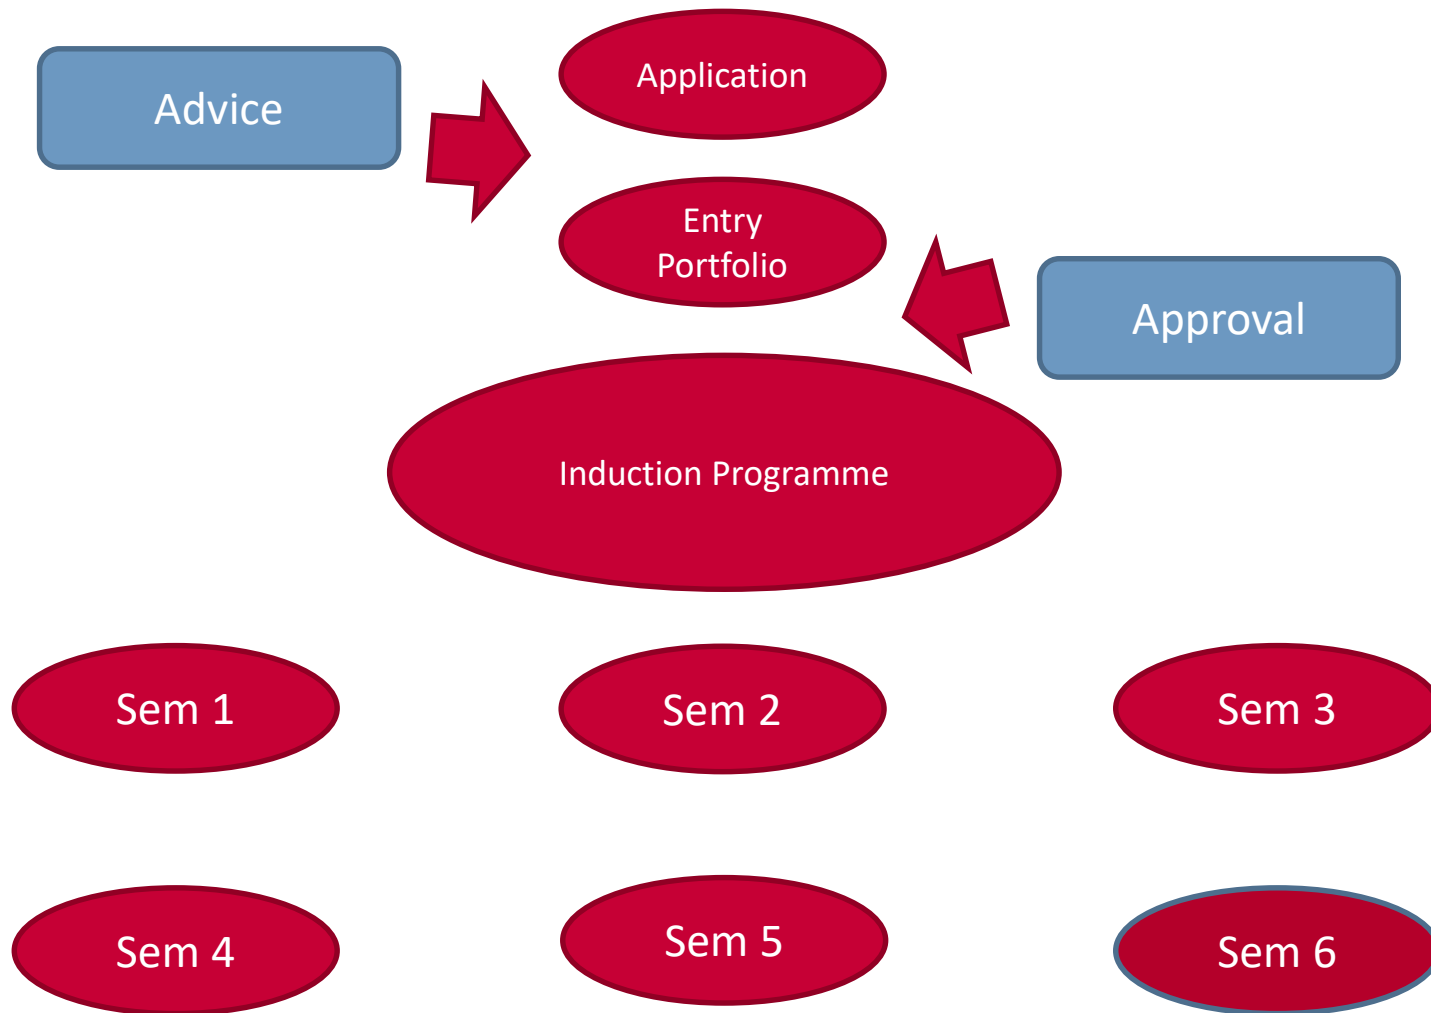 Application
Advice
Entry
Portfolio
Approval
Induction Programme
Sem 1
Sem 2
Sem 3
Sem 4
Sem 5
Sem 6